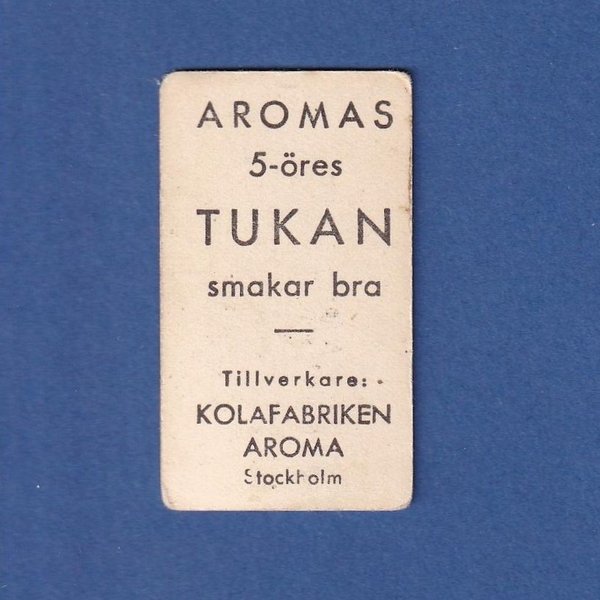 AROMAS
5-öres
TUKAN
smakar bra
Tillverkare:
KOLAFABRIKEN
AROMA
Stockholm